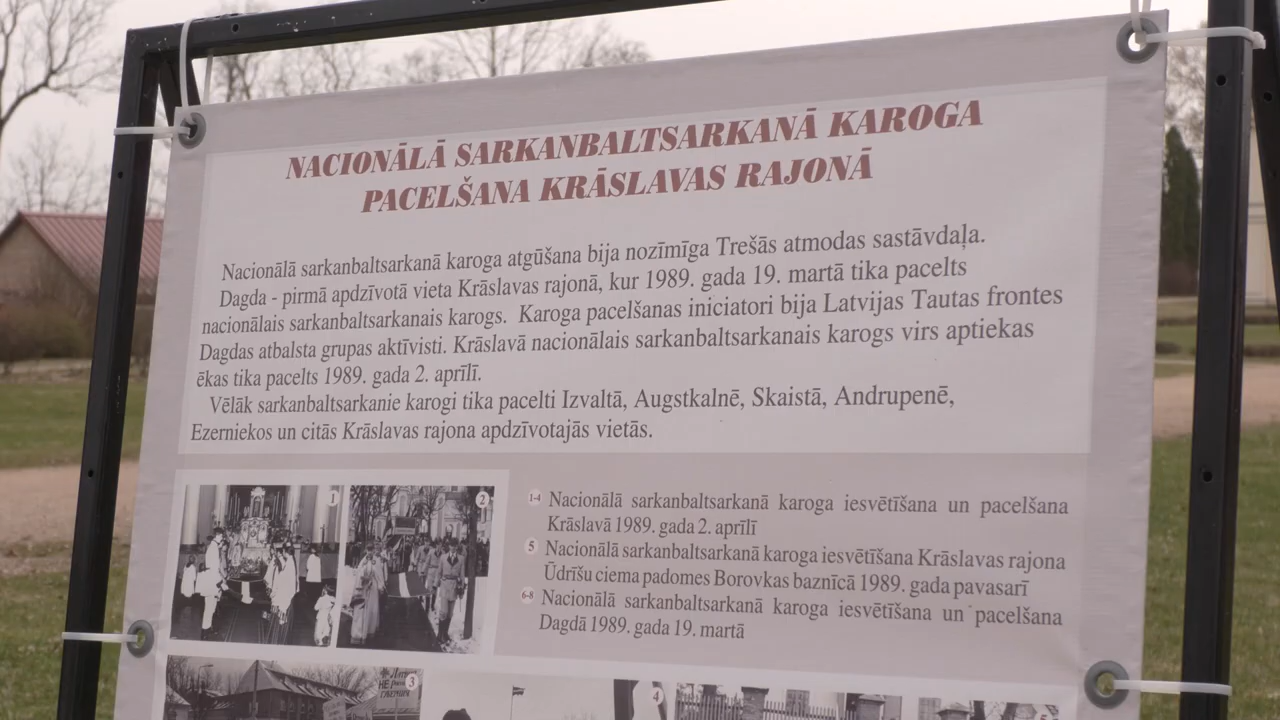 NACIONĀLĀ SARKANBALTSARKANĀ KAROGA
PACELŠANA KRĀSLAVAS RAJONĀ
Nacionālā sarkanbaltsarkanā karoga atgūšana bija nozīmīga Trešās atmodas sastāvdaļa.
Dagda - pirmā apdzīvotā vieta Krāslavas rajonā, kur 1989. gada 19. martā tika pacelts
nacionālais sarkanbaltsarkanais karogs. Karoga pacelšanas iniciatori bija Latvijas Tautas frontes
Dagdas atbalsta grupas aktīvisti. Krāslavā nacionālais sarkanbaltsarkanais karogs virs aptiekas
ēkas tika pacelts 1989. gada 2. aprīlī.
Vēlāk sarkanbaltsarkanie karogi tika pacelti Izvaltā, Augstkalnē, Skaistā, Andrupenē,
Ezerniekos un citās Krāslavas rajona apdzīvotajās vietās.
1
2
1-4 Nacionālā sarkanbaltsarkanā karoga iesvētīšana un pacelšana
Krāslavā 1989. gada 2. aprīlī
5 Nacionālā sarkanbaltsarkanā karoga iesvētīšana Krāslavas rajona
Ūdrīšu ciema padomes Borovkas baznīcā 1989. gada pavasarī
6-8 Nacionālā sarkanbaltsarkanā karoga iesvētīšana un pacelšana
Dagdā 1989. gada 19. martā
3
4
НЕ